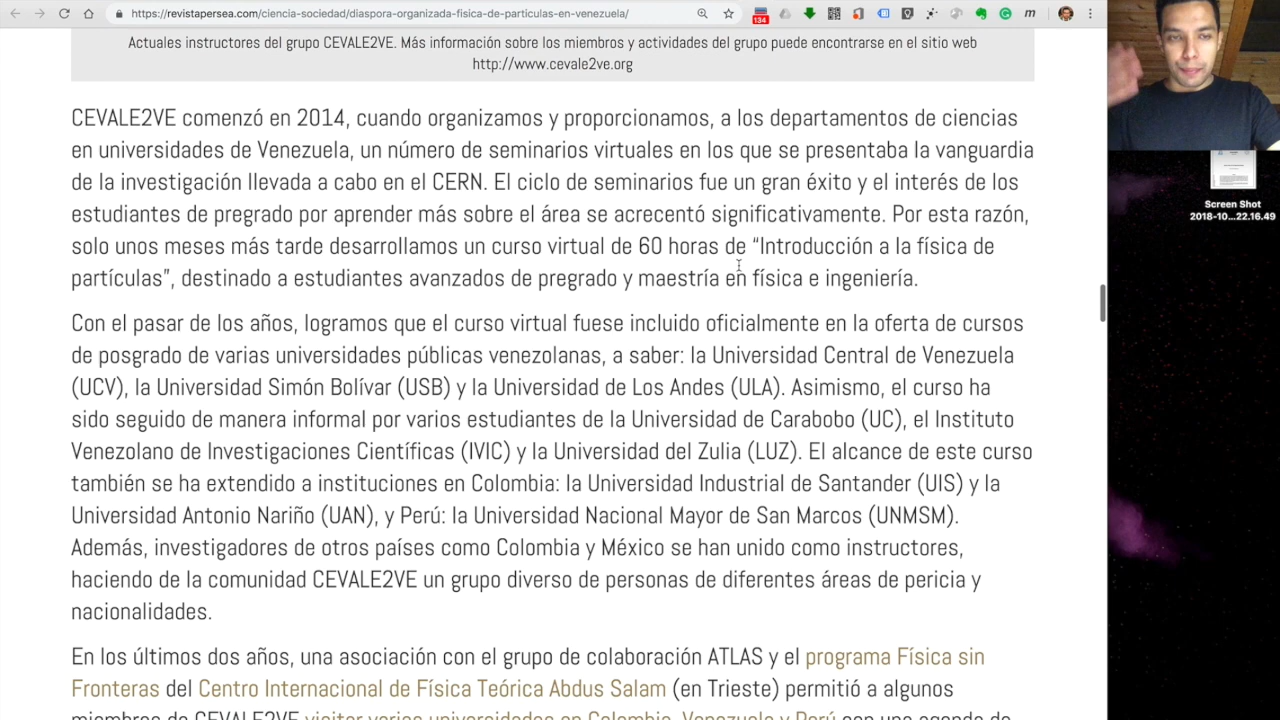 https://revistapersea.com/ciencia-sociedad/diaspora-organizada-fisica-de-particulas-en-venezuela/
134
Actuales instructores del grupo CEVALE2VE. Más información sobre los miembros y actividades del grupo puede encontrarse en el sitio web
http://www.cevale2ve.org
CEVALE2VE comenzó en 2014, cuando organizamos y proporcionamos, a los departamentos de ciencias
en universidades de Venezuela, un número de seminarios virtuales en los que se presentaba la vanguardia
de la investigación llevada a cabo en el CERN. El ciclo de seminarios fue un gran éxito y el interés de los
estudiantes de pregrado por aprender más sobre el área se acrecentó significativamente. Por esta razón,
solo unos meses más tarde desarrollamos un curso virtual de 60 horas de “Introducción a la física de
partículas”, destinado a estudiantes avanzados de pregrado y maestría en física e ingeniería.
Con el pasar de los años, logramos que el curso virtual fuese incluido oficialmente en la oferta de cursos
de posgrado de varias universidades públicas venezolanas, a saber: la Universidad Central de Venezuela
(UCV), la Universidad Simón Bolívar (USB) y la Universidad de Los Andes (ULA). Asimismo, el curso ha
sido seguido de manera informal por varios estudiantes de la Universidad de Carabobo (UC), el Instituto
Venezolano de Investigaciones Científicas (IVIC) y la Universidad del Zulia (LUZ). El alcance de este curso
también se ha extendido a instituciones en Colombia: la Universidad Industrial de Santander (UIS) y la
Universidad Antonio Nariño (UAN), y Perú: la Universidad Nacional Mayor de San Marcos (UNMSM).
Además, investigadores de otros países como Colombia y México se han unido como instructores,
haciendo de la comunidad CEVALE2VE un grupo diverso de personas de diferentes áreas de pericia y
nacionalidades.
En los últimos dos años, una asociación con el grupo de colaboración ATLAS y el programa Física sin
Fronteras del Centro Internacional de Física Teórica Abdus Salam (en Trieste) permitió a algunos
miembros de CEVALE2VE visitar varias universidades en Colombia, Venezuela y Perú con una agenda de
Screen Shot
2018-10...22.16.49